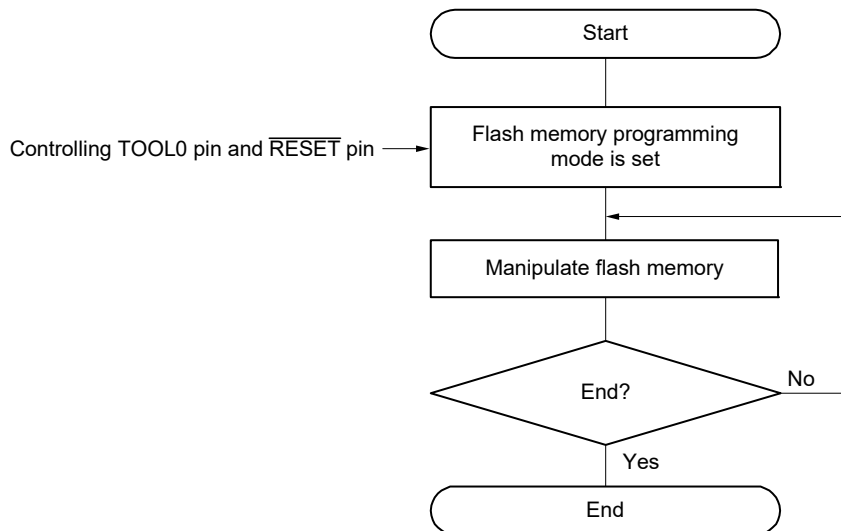 Start
Flash memory programming
mode is set
Controlling TOOL0 pin and R̅E̅S̅E̅T̅ pin
Manipulate flash memory
End?
No
Yes
End